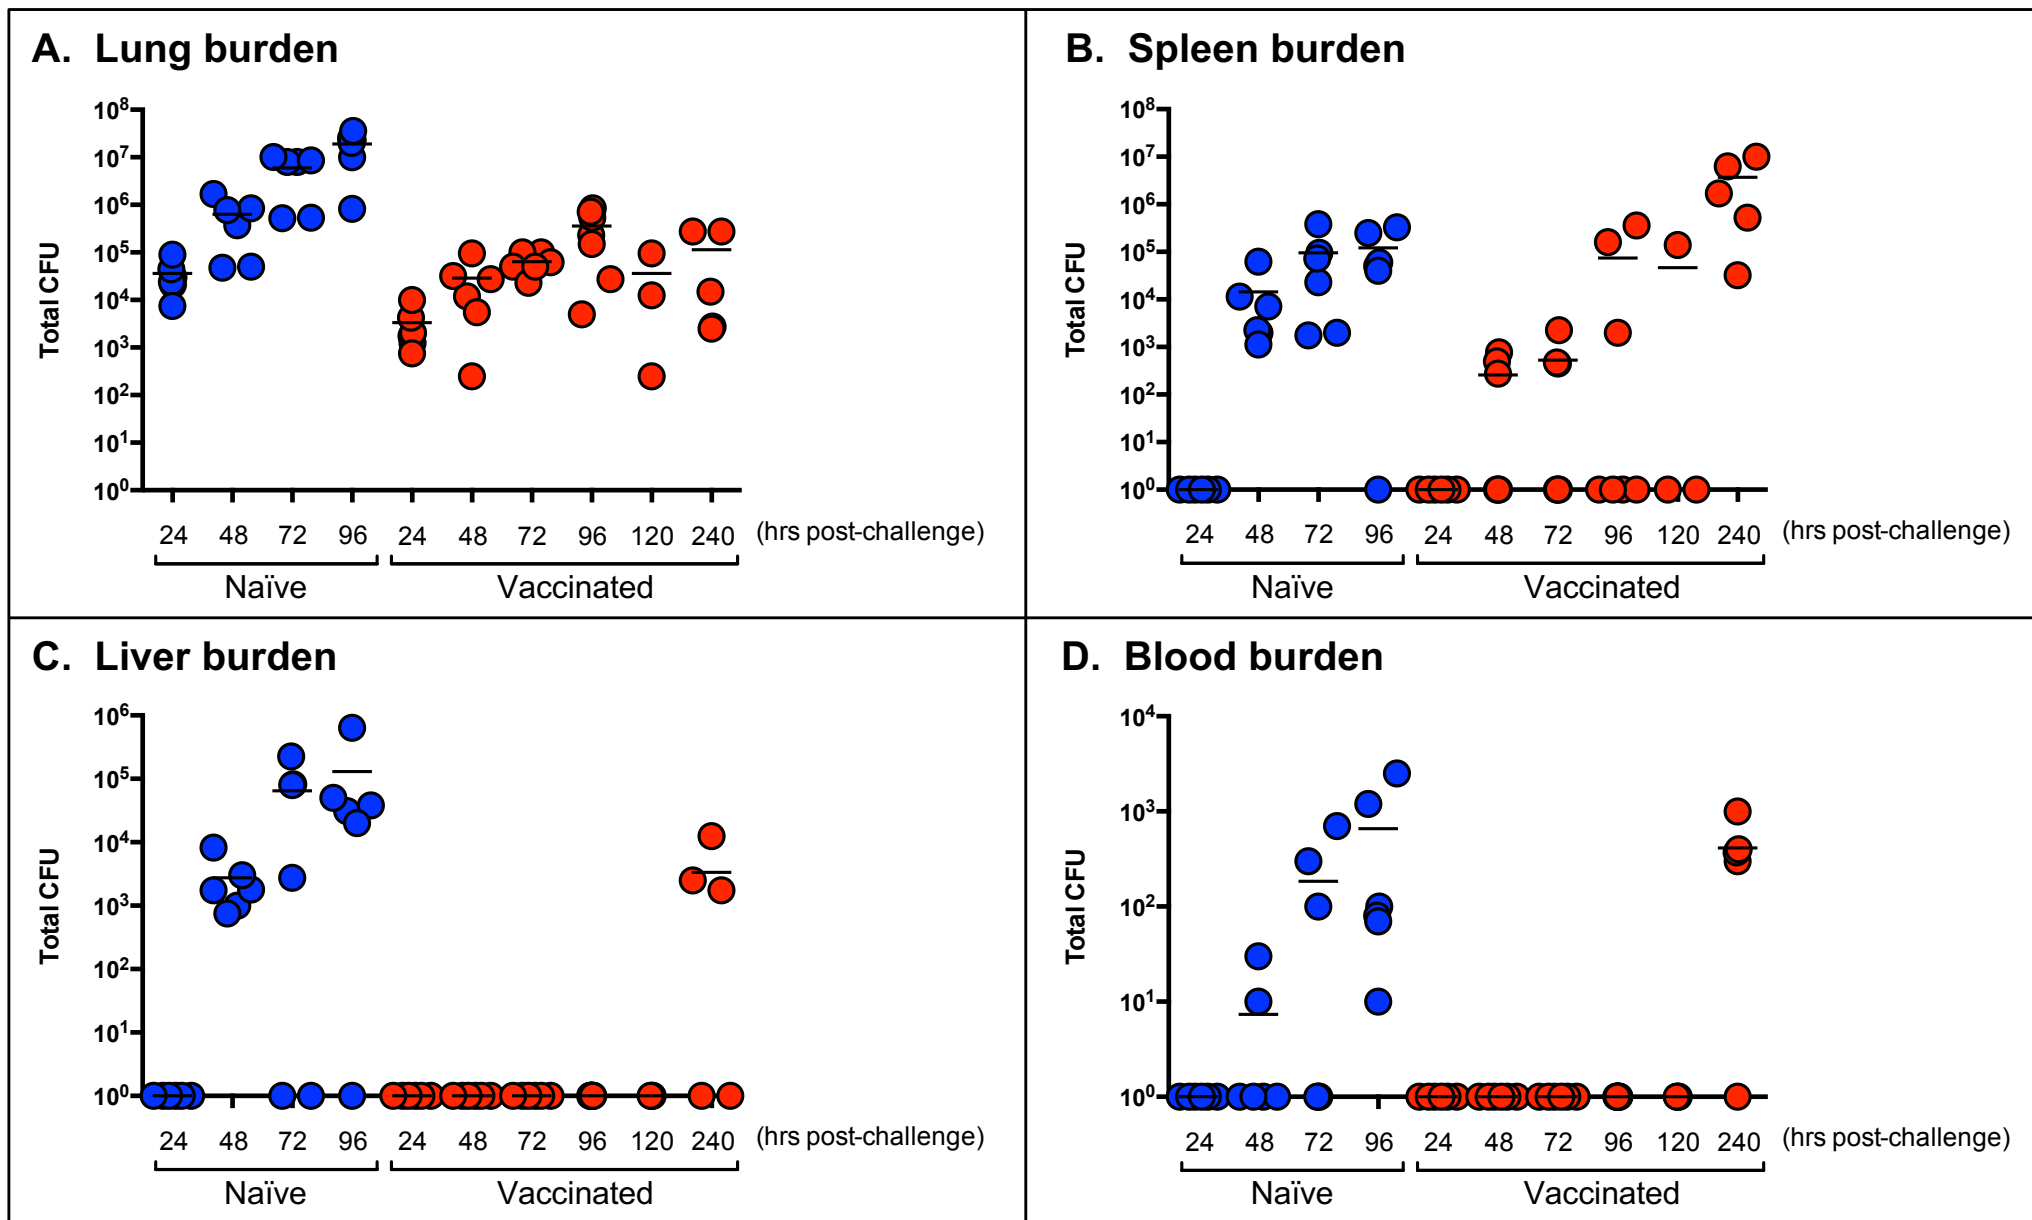 A. Lung burden
10⁸
10⁷
10⁶
10⁵
10⁴
10³
10²
10¹
10⁰
Total CFU
24 48 72 96 24 48 72 96 120 240 (hrs post-challenge)
Naïve Vaccinated
B. Spleen burden
10⁸
10⁷
10⁶
10⁵
10⁴
10³
10²
10¹
10⁰
Total CFU
24 48 72 96 24 48 72 96 120 240 (hrs post-challenge)
Naïve Vaccinated
C. Liver burden
10⁶
10⁵
10⁴
10³
10²
10¹
10⁰
Total CFU
24 48 72 96 24 48 72 96 120 240 (hrs post-challenge)
Naïve Vaccinated
D. Blood burden
10⁴
10³
10²
10¹
10⁰
Total CFU
24 48 72 96 24 48 72 96 120 240 (hrs post-challenge)
Naïve Vaccinated